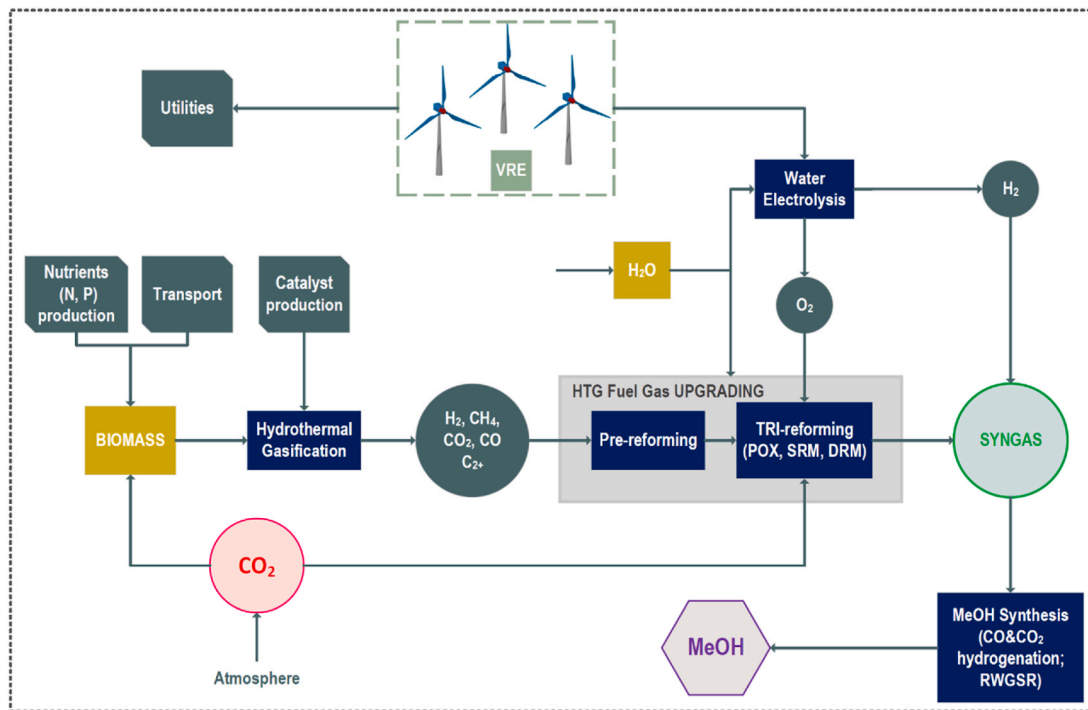 Utilities
VRE
Water
Electrolysis
H₂
H₂O
O₂
Nutrients
(N, P)
production
Transport
Catalyst
production
HTG Fuel Gas UPGRADING
BIOMASS
Hydrothermal
Gasification
H₂, CH₄,
CO₂, CO
C₂₊
Pre-reforming
TRI-reforming
(POX, SRM, DRM)
SYNGAS
CO₂
Atmosphere
MeOH
MeOH Synthesis
(CO&CO₂
hydrogenation;
RWGSR)